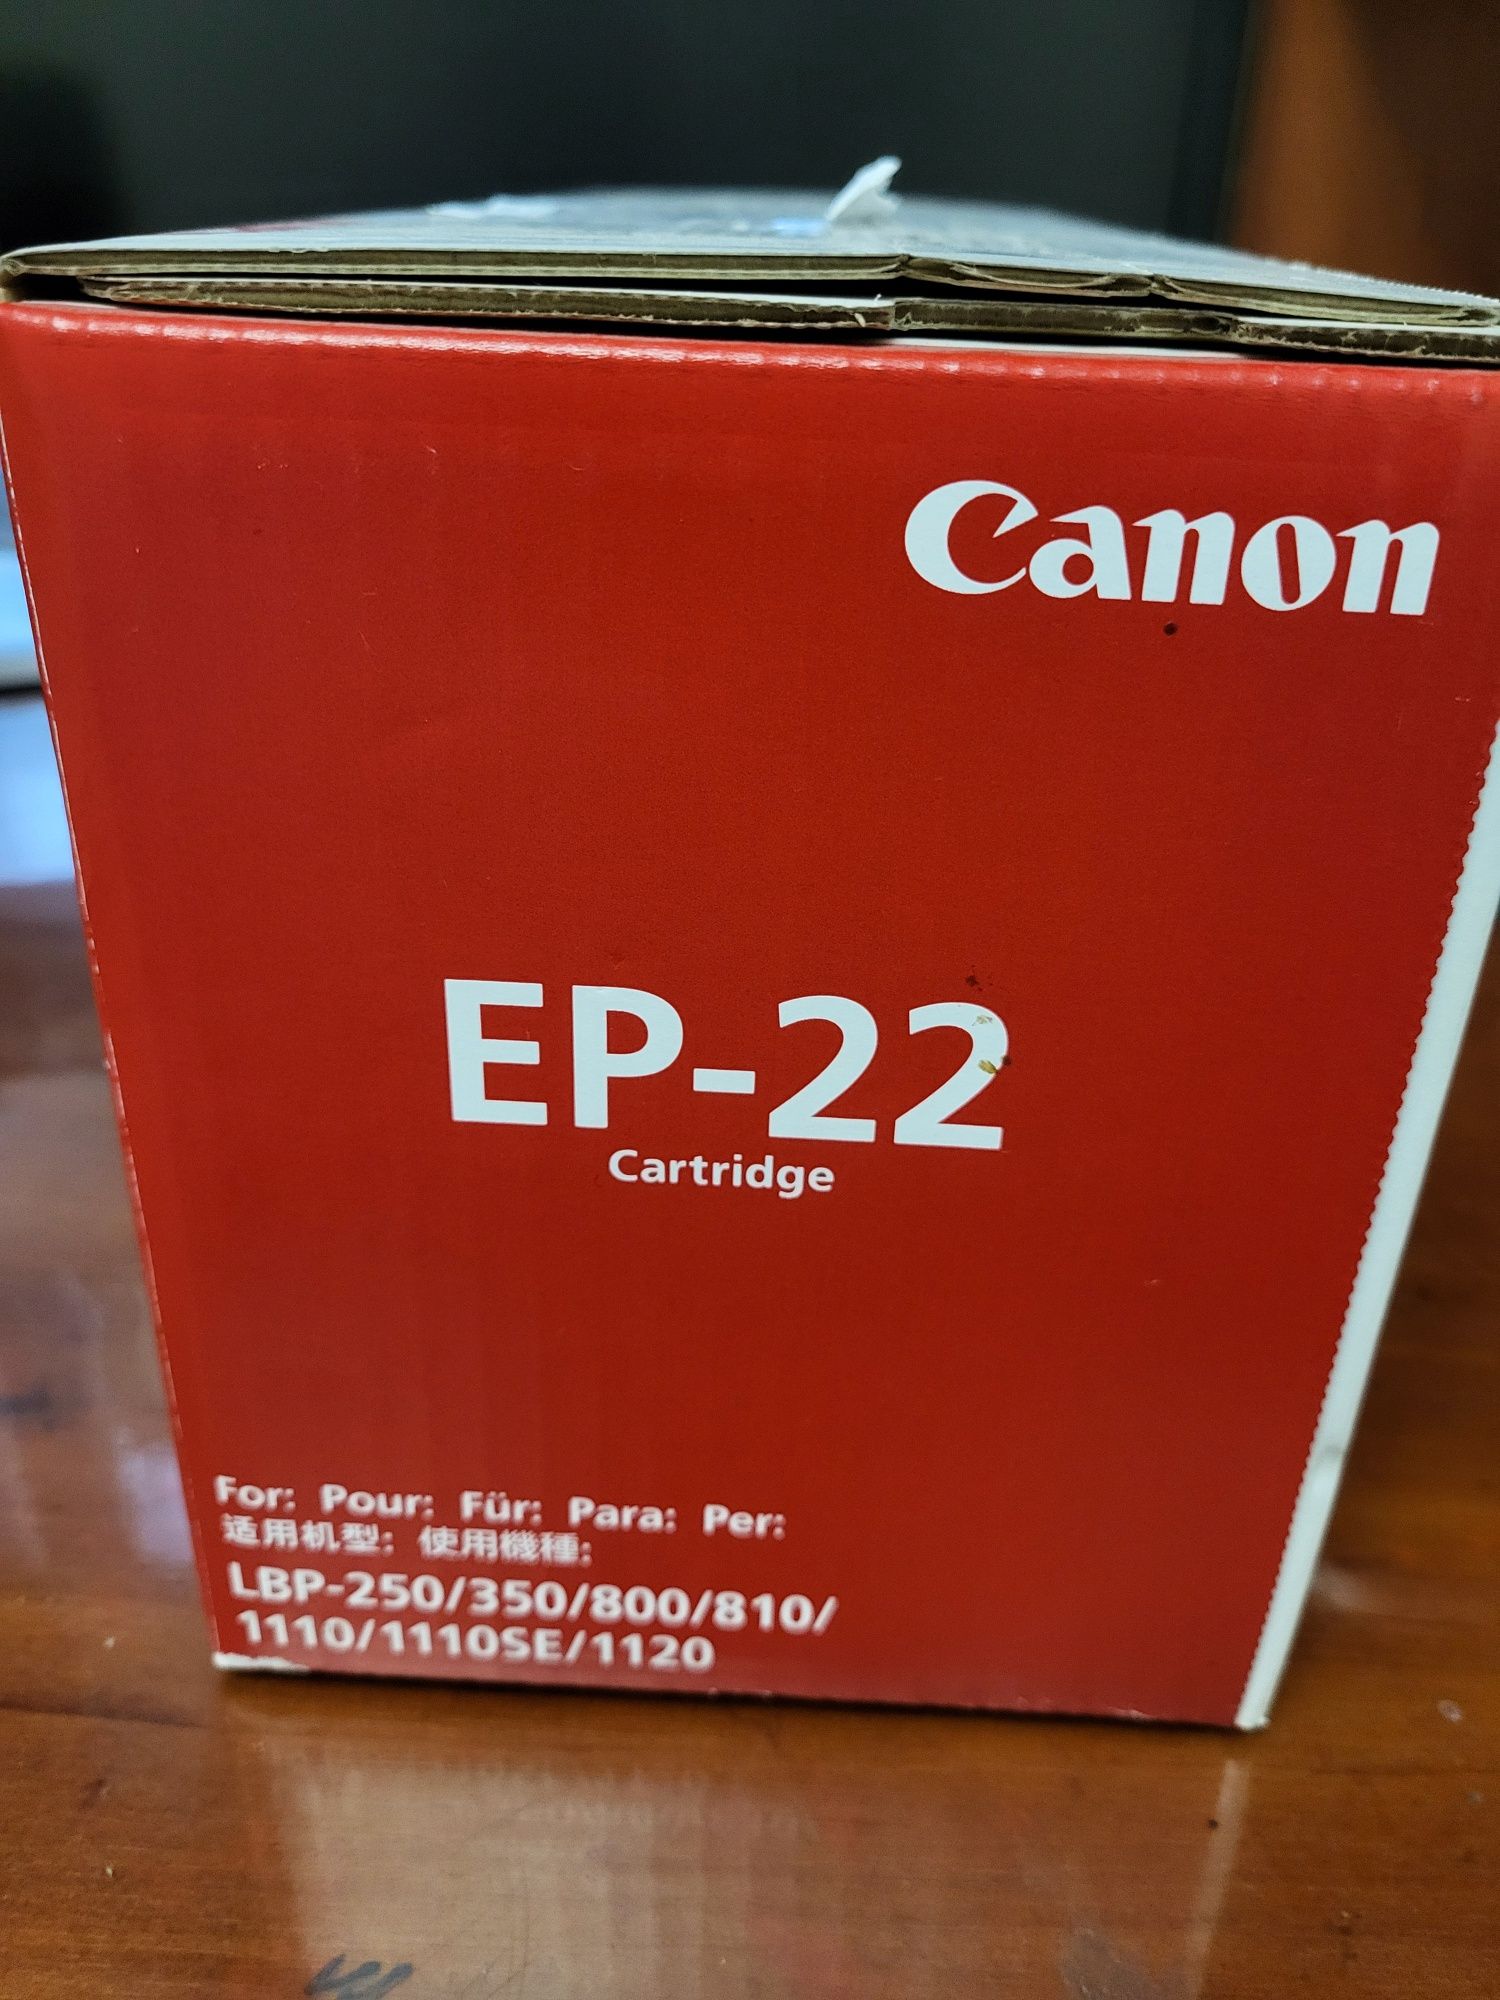 Canon
EP-22
Cartridge
For: Pour: Für: Para: Per:
适用机型: 使用機種:
LBP-250/350/800/810/
1110/1110SE/1120